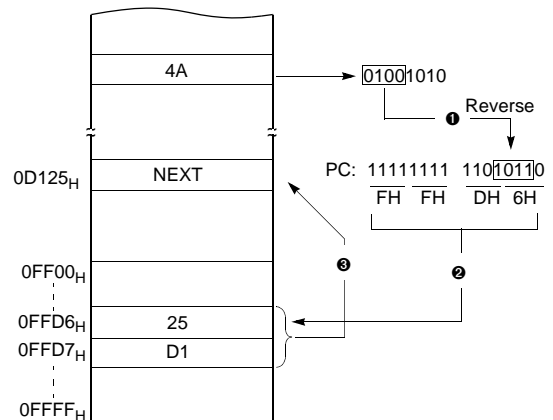 4A
01001010
❶ Reverse
0D125H
NEXT
PC: 11111111 11010110
FH FH DH 6H
❸
❷
0FF00H
0FFD6H
25
0FFD7H
D1
0FFFFH